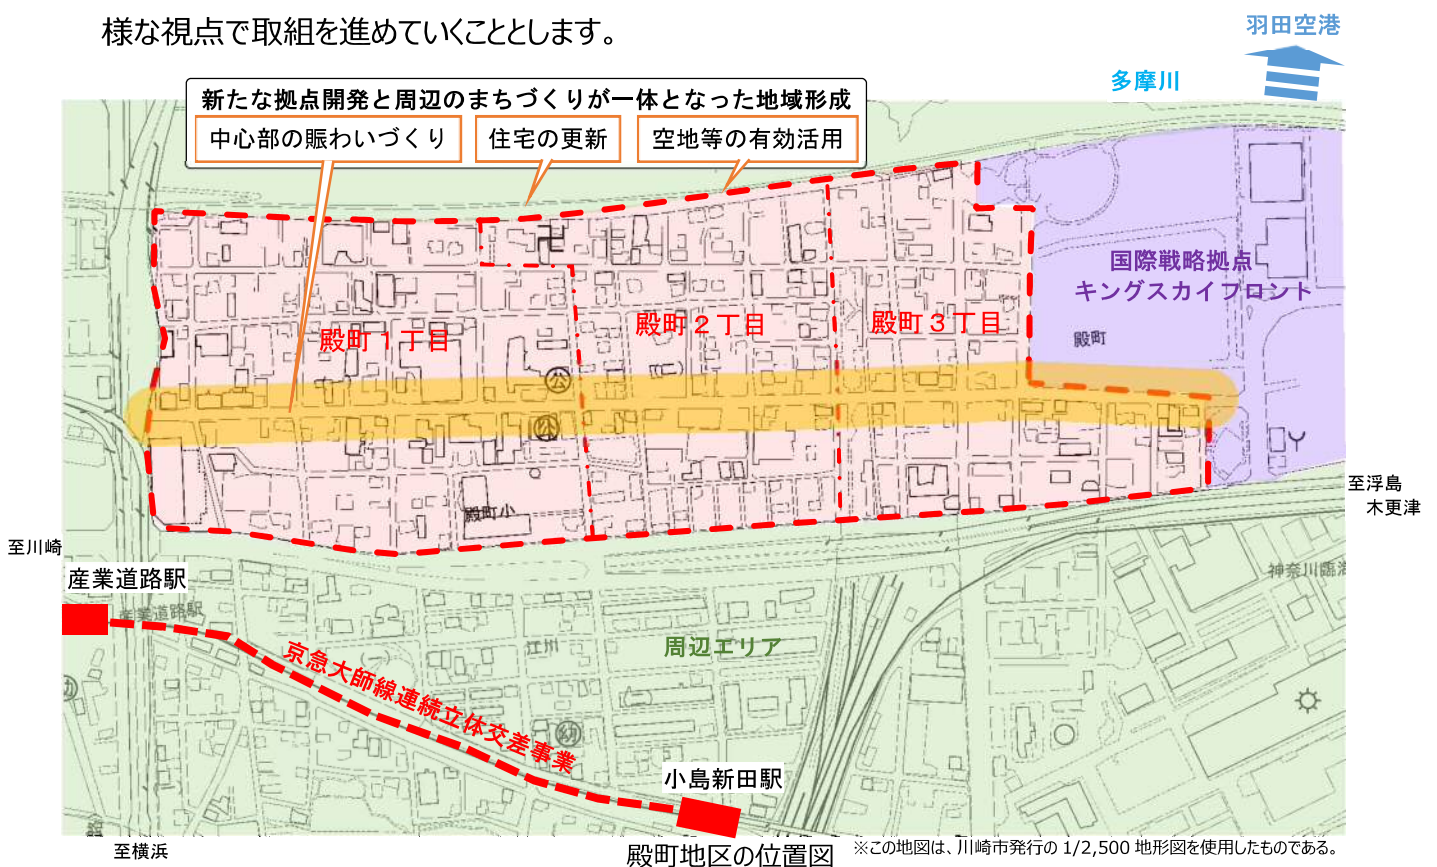 様な視点で取組を進めていくこととします。
羽田空港
多摩川
新たな拠点開発と周辺のまちづくりが一体となった地域形成
中心部の賑わいづくり
住宅の更新
空地等の有効活用
国際戦略拠点
キングスカイフロント
殿町１丁目
殿町２丁目
殿町３丁目
殿町
公
公
殿町小
至浮島
木更津
至川崎
産業道路駅
産業道路駅
神奈川臨海
江川
周辺エリア
京急大師線連続立体交差事業
幼
小島新田駅
至横浜
殿町地区の位置図
※この地図は、川崎市発行の 1/2,500 地形図を使用したものである。